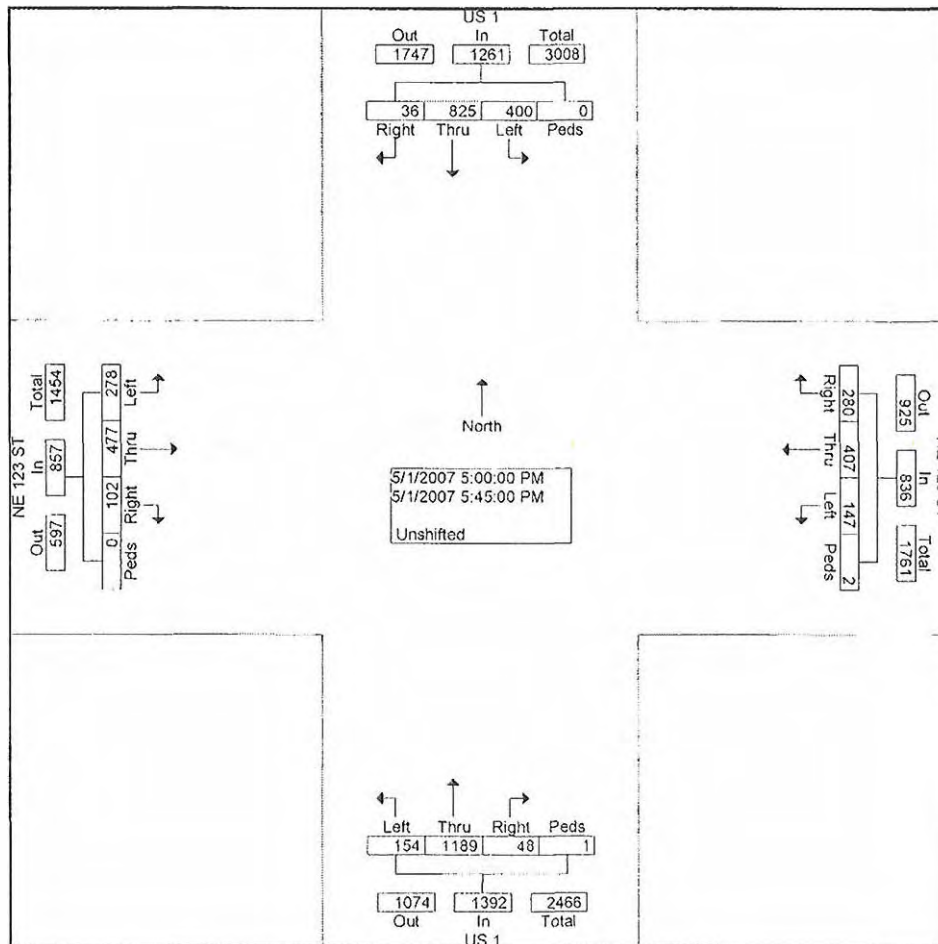 US 1
Out In Total
1747 1261 3008
36 825 400 0
Right Thru Left Peds
NE 123 ST
Total In Out
1454 857 597
278 477 102 0
Left Thru Right Peds
North
5/1/2007 5:00:00 PM
5/1/2007 5:45:00 PM
Unshifted
Right Thru Left Peds
280 407 147 2
925 836 1761
Out In Total
Left Thru Right Peds
154 1189 48 1
1074 1392 2466
Out In Total
US 1